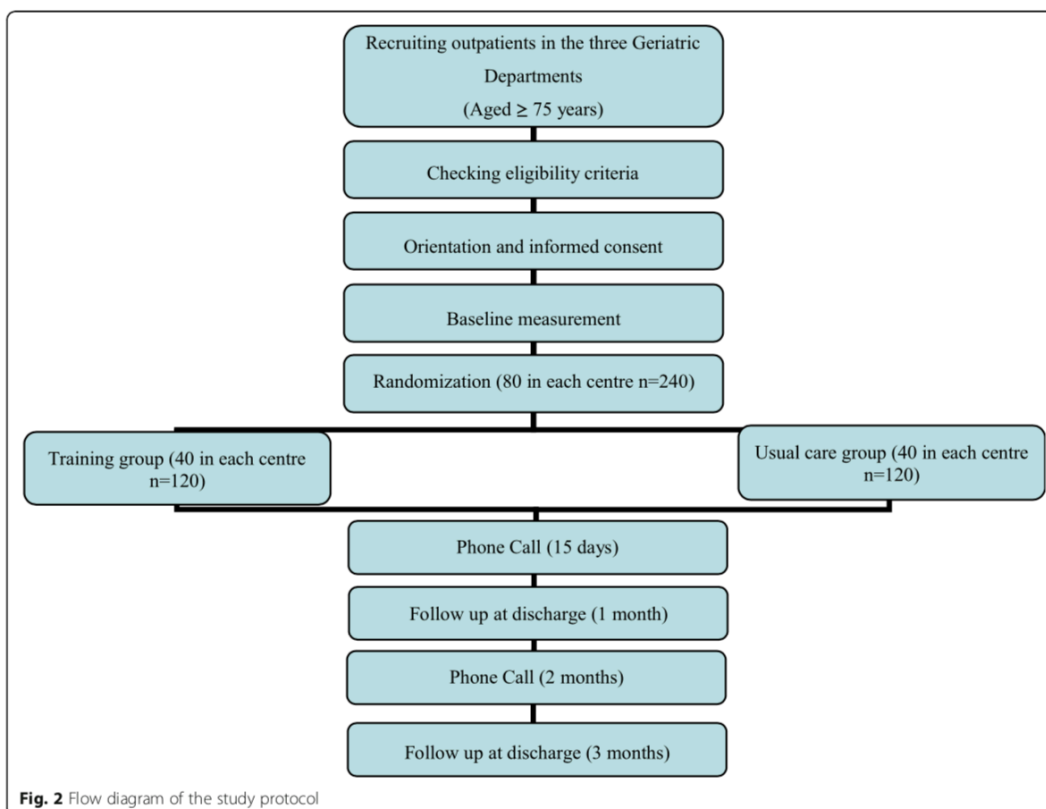 Recruiting outpatients in the three Geriatric
Departments
(Aged ≥ 75 years)
Checking eligibility criteria
Orientation and informed consent
Baseline measurement
Randomization (80 in each centre n=240)
Training group (40 in each centre
n=120)
Usual care group (40 in each centre
n=120)
Phone Call (15 days)
Follow up at discharge (1 month)
Phone Call (2 months)
Follow up at discharge (3 months)
Fig. 2 Flow diagram of the study protocol